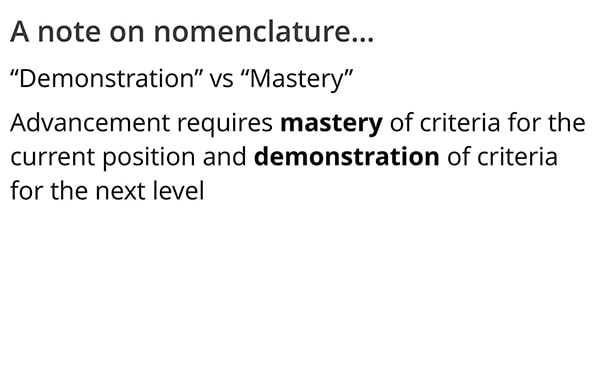 A note on nomenclature...
“Demonstration” vs “Mastery”
Advancement requires mastery of criteria for the
current position and demonstration of criteria
for the next level